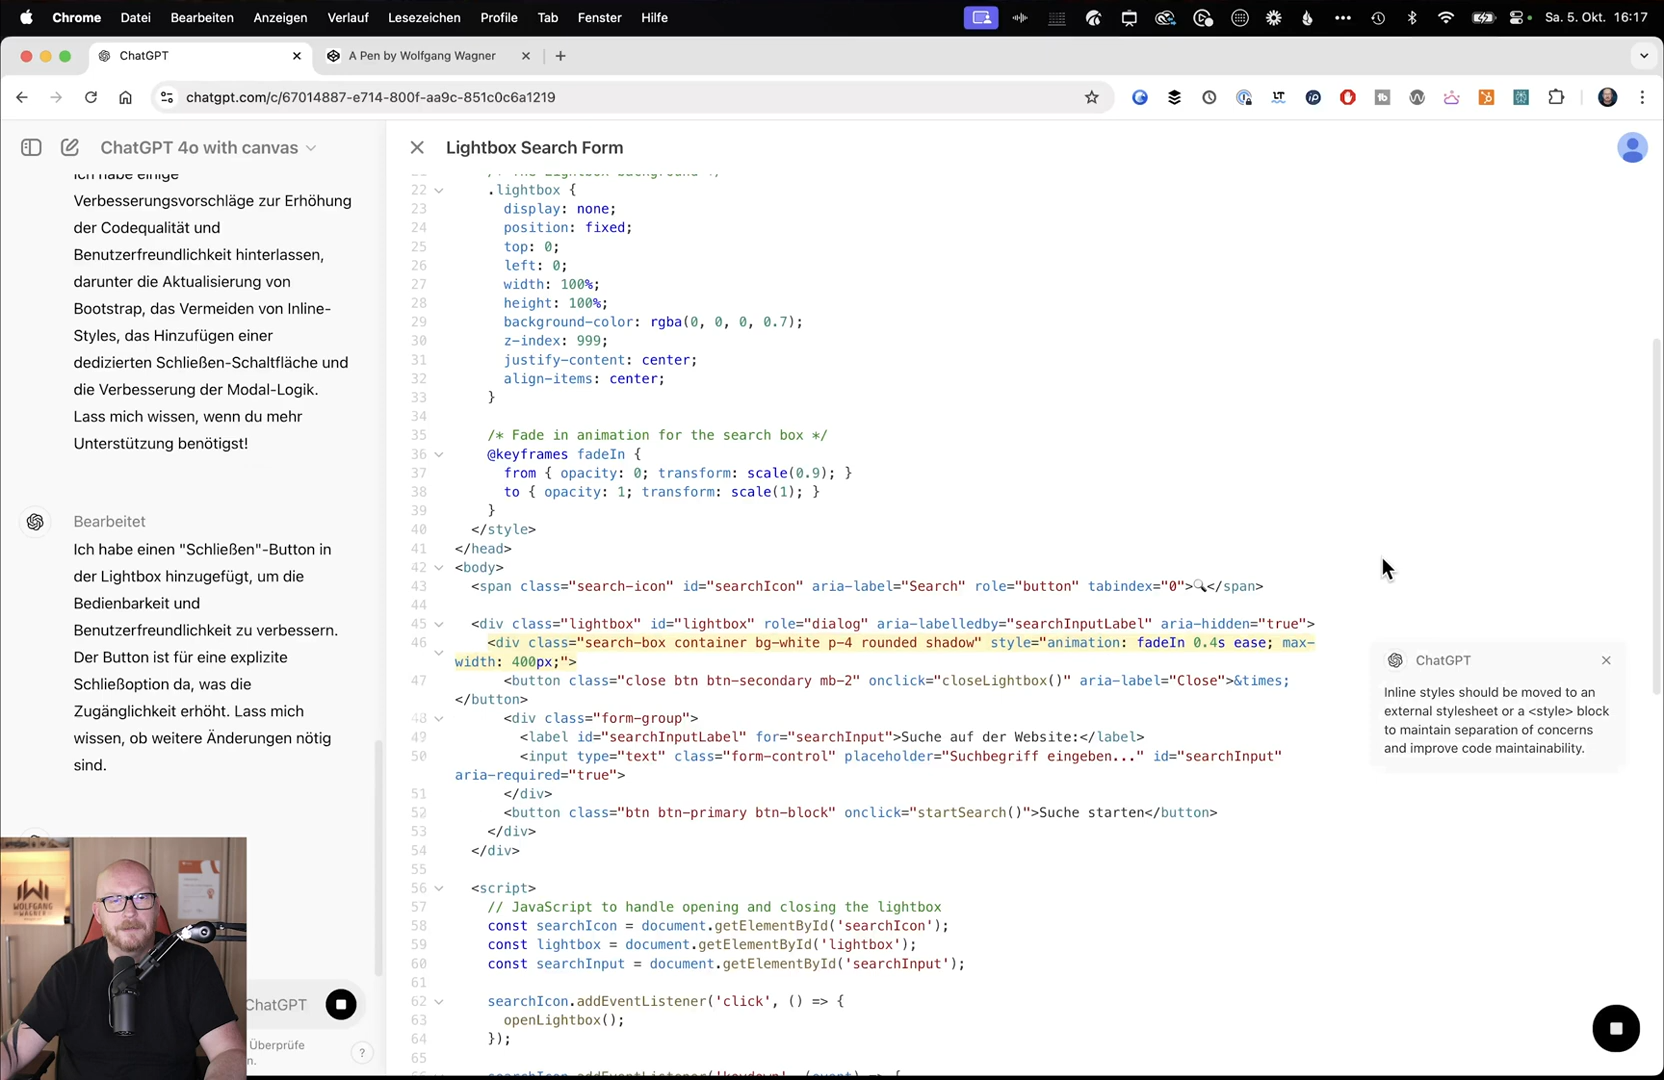 Chrome Datei Bearbeiten Anzeigen Verlauf Lesezeichen Profile Tab Fenster Hilfe Sa. 5. Okt. 16:17
ChatGPT A Pen by Wolfgang Wagner
chatgpt.com/c/67014887-e714-800f-aa9c-851c0c6a1219
ChatGPT 4o with canvas
Ich habe einige
Verbesserungsvorschläge zur Erhöhung
der Codequalität und
Benutzerfreundlichkeit hinterlassen,
darunter die Aktualisierung von
Bootstrap, das Vermeiden von Inline-
Styles, das Hinzufügen einer
dedizierten Schließen-Schaltfläche und
die Verbesserung der Modal-Logik.
Lass mich wissen, wenn du mehr
Unterstützung benötigst!
Bearbeitet
Ich habe einen "Schließen"-Button in
der Lightbox hinzugefügt, um die
Bedienbarkeit und
Benutzerfreundlichkeit zu verbessern.
Der Button ist für eine explizite
Schließoption da, was die
Zugänglichkeit erhöht. Lass mich
wissen, ob weitere Änderungen nötig
sind.
WOLFGANG
WAGNER
ChatGPT
Überprüfe
n.
?
Lightbox Search Form
22 .lightbox {
23 display: none;
24 position: fixed;
25 top: 0;
26 left: 0;
27 width: 100%;
28 height: 100%;
29 background-color: rgba(0, 0, 0, 0.7);
30 z-index: 999;
31 justify-content: center;
32 align-items: center;
33 }
34
35 /* Fade in animation for the search box */
36 @keyframes fadeIn {
37 from { opacity: 0; transform: scale(0.9); }
38 to { opacity: 1; transform: scale(1); }
39 }
40 </style>
41 </head>
42 <body>
43 <span class="search-icon" id="searchIcon" aria-label="Search" role="button" tabindex="0">🔍</span>
44
45 <div class="lightbox" id="lightbox" role="dialog" aria-labelledby="searchInputLabel" aria-hidden="true">
46 <div class="search-box container bg-white p-4 rounded shadow" style="animation: fadeIn 0.4s ease; max-
width: 400px;">
47 <button class="close btn btn-secondary mb-2" onclick="closeLightbox()" aria-label="Close">&times;
</button>
48 <div class="form-group">
49 <label id="searchInputLabel" for="searchInput">Suche auf der Website:</label>
50 <input type="text" class="form-control" placeholder="Suchbegriff eingeben..." id="searchInput"
aria-required="true">
51 </div>
52 <button class="btn btn-primary btn-block" onclick="startSearch()">Suche starten</button>
53 </div>
54 </div>
55
56 <script>
57 // JavaScript to handle opening and closing the lightbox
58 const searchIcon = document.getElementById('searchIcon');
59 const lightbox = document.getElementById('lightbox');
60 const searchInput = document.getElementById('searchInput');
61
62 searchIcon.addEventListener('click', () => {
63 openLightbox();
64 });
65
searchIcon.addEventListener('keydown', (event) => {
ChatGPT
Inline styles should be moved to an
external stylesheet or a <style> block
to maintain separation of concerns
and improve code maintainability.